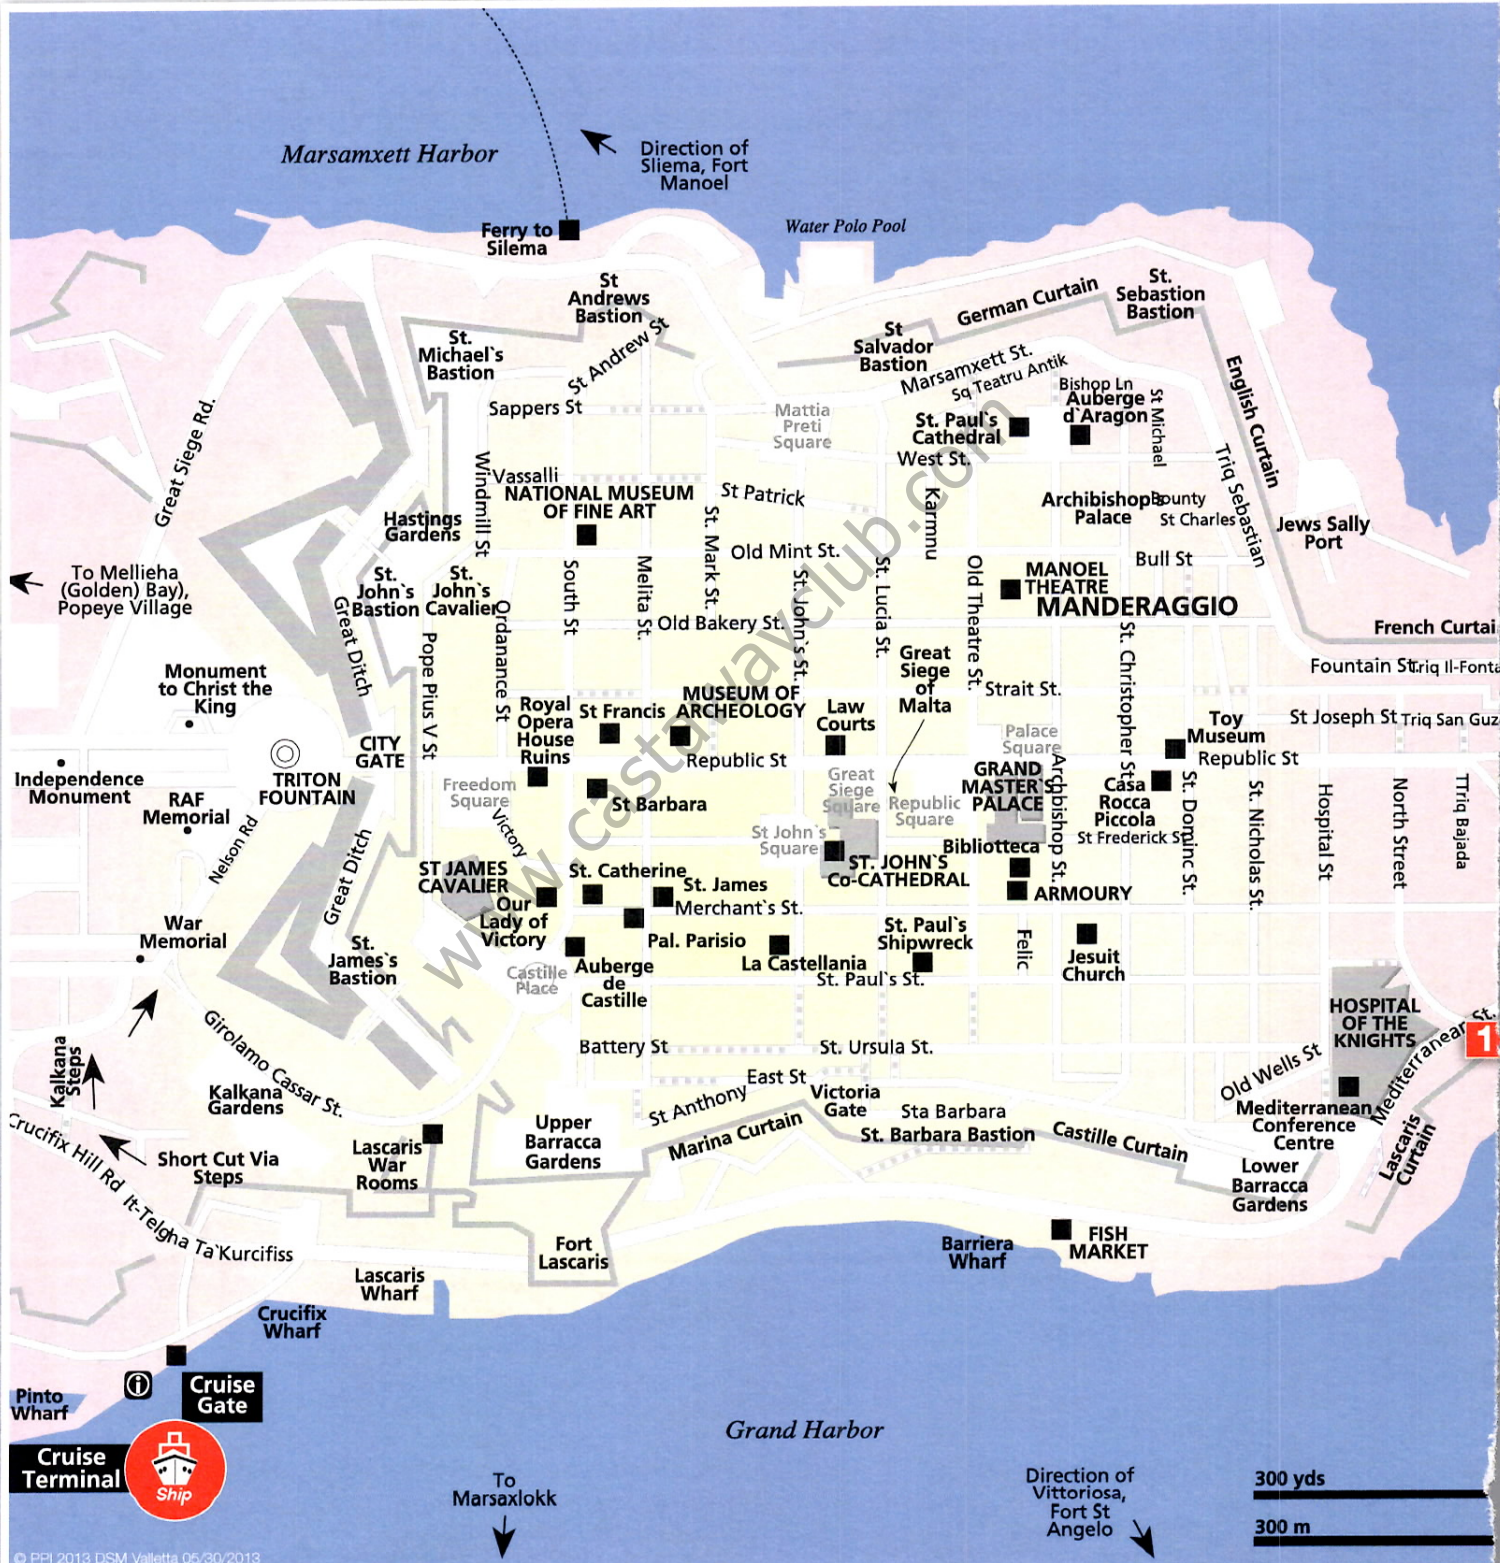 Marsamxett Harbor
Direction of
Sliema, Fort
Manoel
Ferry to
Silema
Water Polo Pool
St
Andrews
Bastion
St. Michael`s
Bastion
St Andrew St
Sappers St
St
Salvador
Bastion
German Curtain
St.
Sebastion
Bastion
Marsamxett St.
Sq Teatru Antik
Bishop Ln
Auberge
d`Aragon
St Michael
English Curtain
Mattia
Preti
Square
St. Paul`s
Cathedral
West St.
Great Siege Rd.
Windmill St
Vassalli
NATIONAL MUSEUM
OF FINE ART
St Patrick
Hastings
Gardens
St. Mark St.
Old Mint St.
Karmnu
Archibishops
Palace
Bounty
St Charles
Triq Sebastian
Jews Sally
Port
Bull St
To Mellieha
(Golden) Bay),
Popeye Village
St.
John`s
Bastion
St.
John`s
Cavalier
Great Ditch
Ordanance St
South St
Melita St.
Old Bakery St.
St. John`s St.
St. Lucia St.
Old Theatre St.
MANOEL
THEATRE
MANDERAGGIO
French Curtai
Fountain St.
Triq Il-Fonta
Pope Pius V St
Monument
to Christ the
King
Great
Siege
of
Malta
Strait St.
St. Christopher St.
Royal
Opera
House
Ruins
St Francis
MUSEUM OF
ARCHEOLOGY
Law
Courts
Palace
Square
Toy
Museum
St Joseph St
Triq San Guz
Republic St
Republic St
CITY
GATE
TRITON
FOUNTAIN
Independence
Monument
RAF
Memorial
Nelson Rd
Freedom
Square
St Barbara
Great
Siege
Square
Republic
Square
GRAND
MASTER`S
PALACE
Archbishop St.
Casa
Rocca
Piccola
St Frederick St
St. Dominc St.
St. Nicholas St.
Hospital St
North Street
TTriq Bajada
Victory
St John`s
Square
ST. JOHN`S
Co-CATHEDRAL
Bibliotteca
ARMOURY
Great Ditch
ST JAMES
CAVALIER
St. Catherine
St. James
Merchant`s St.
Our
Lady of
Victory
Pal. Parisio
La Castellania
St. Paul`s
Shipwreck
St. Paul`s St.
Felic
Jesuit
Church
War
Memorial
St.
James`s
Bastion
Castille
Place
Auberge
de
Castille
HOSPITAL
OF THE
KNIGHTS
Mediterranean St.
1
Kalkana
Steps
Girolamo Cassar St.
Kalkana
Gardens
Battery St
St. Ursula St.
Old Wells St
St Anthony
East St
Victoria
Gate
Sta Barbara
St. Barbara Bastion
Marina Curtain
Castille Curtain
Mediterranean
Conference
Centre
Lascaris
Curtain
Crucifix Hill Rd
It-Telgha Ta`Kurcifiss
Short Cut Via
Steps
Lascaris
War
Rooms
Upper
Barracca
Gardens
Lower
Barracca
Gardens
Fort
Lascaris
Barriera
Wharf
FISH
MARKET
Lascaris
Wharf
Crucifix
Wharf
Pinto
Wharf
Cruise
Gate
Cruise
Terminal
Ship
Grand Harbor
To
Marsaxlokk
Direction of
Vittoriosa,
Fort St
Angelo
300 yds
300 m
© PPI 2013 DSM Valletta 05/30/2013
www.castawayclub.com